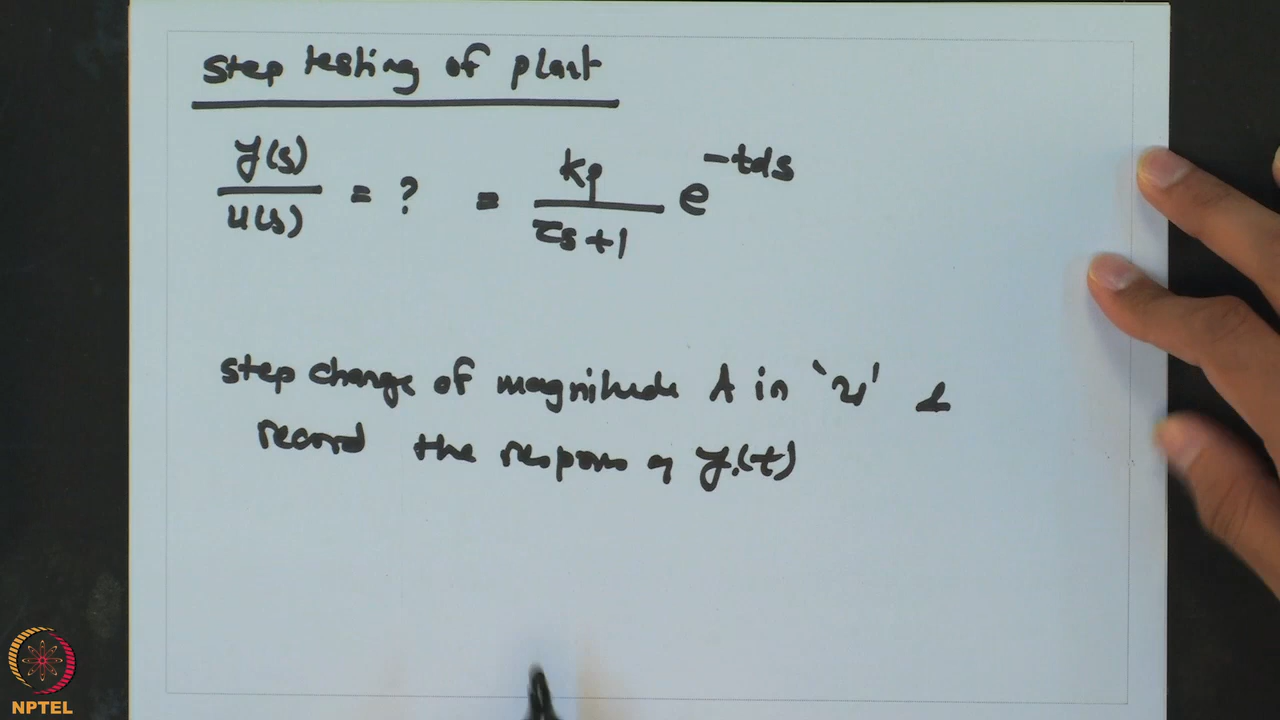 step testing of plant
y(s)/u(s) = ? = kp/(τs+1) e^-tds
step change of magnitude A in 'u' &
record the response of y(t)
NPTEL